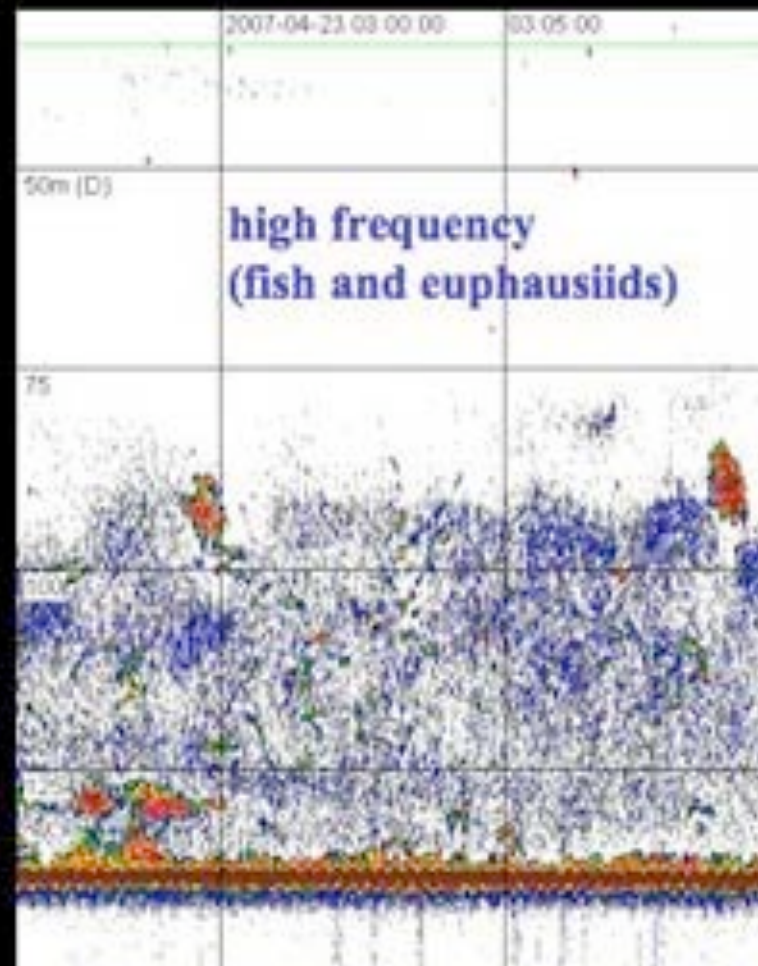 2007-04-23 03:00:00
03:05:00
50m (D)
high frequency
(fish and euphausiids)
75